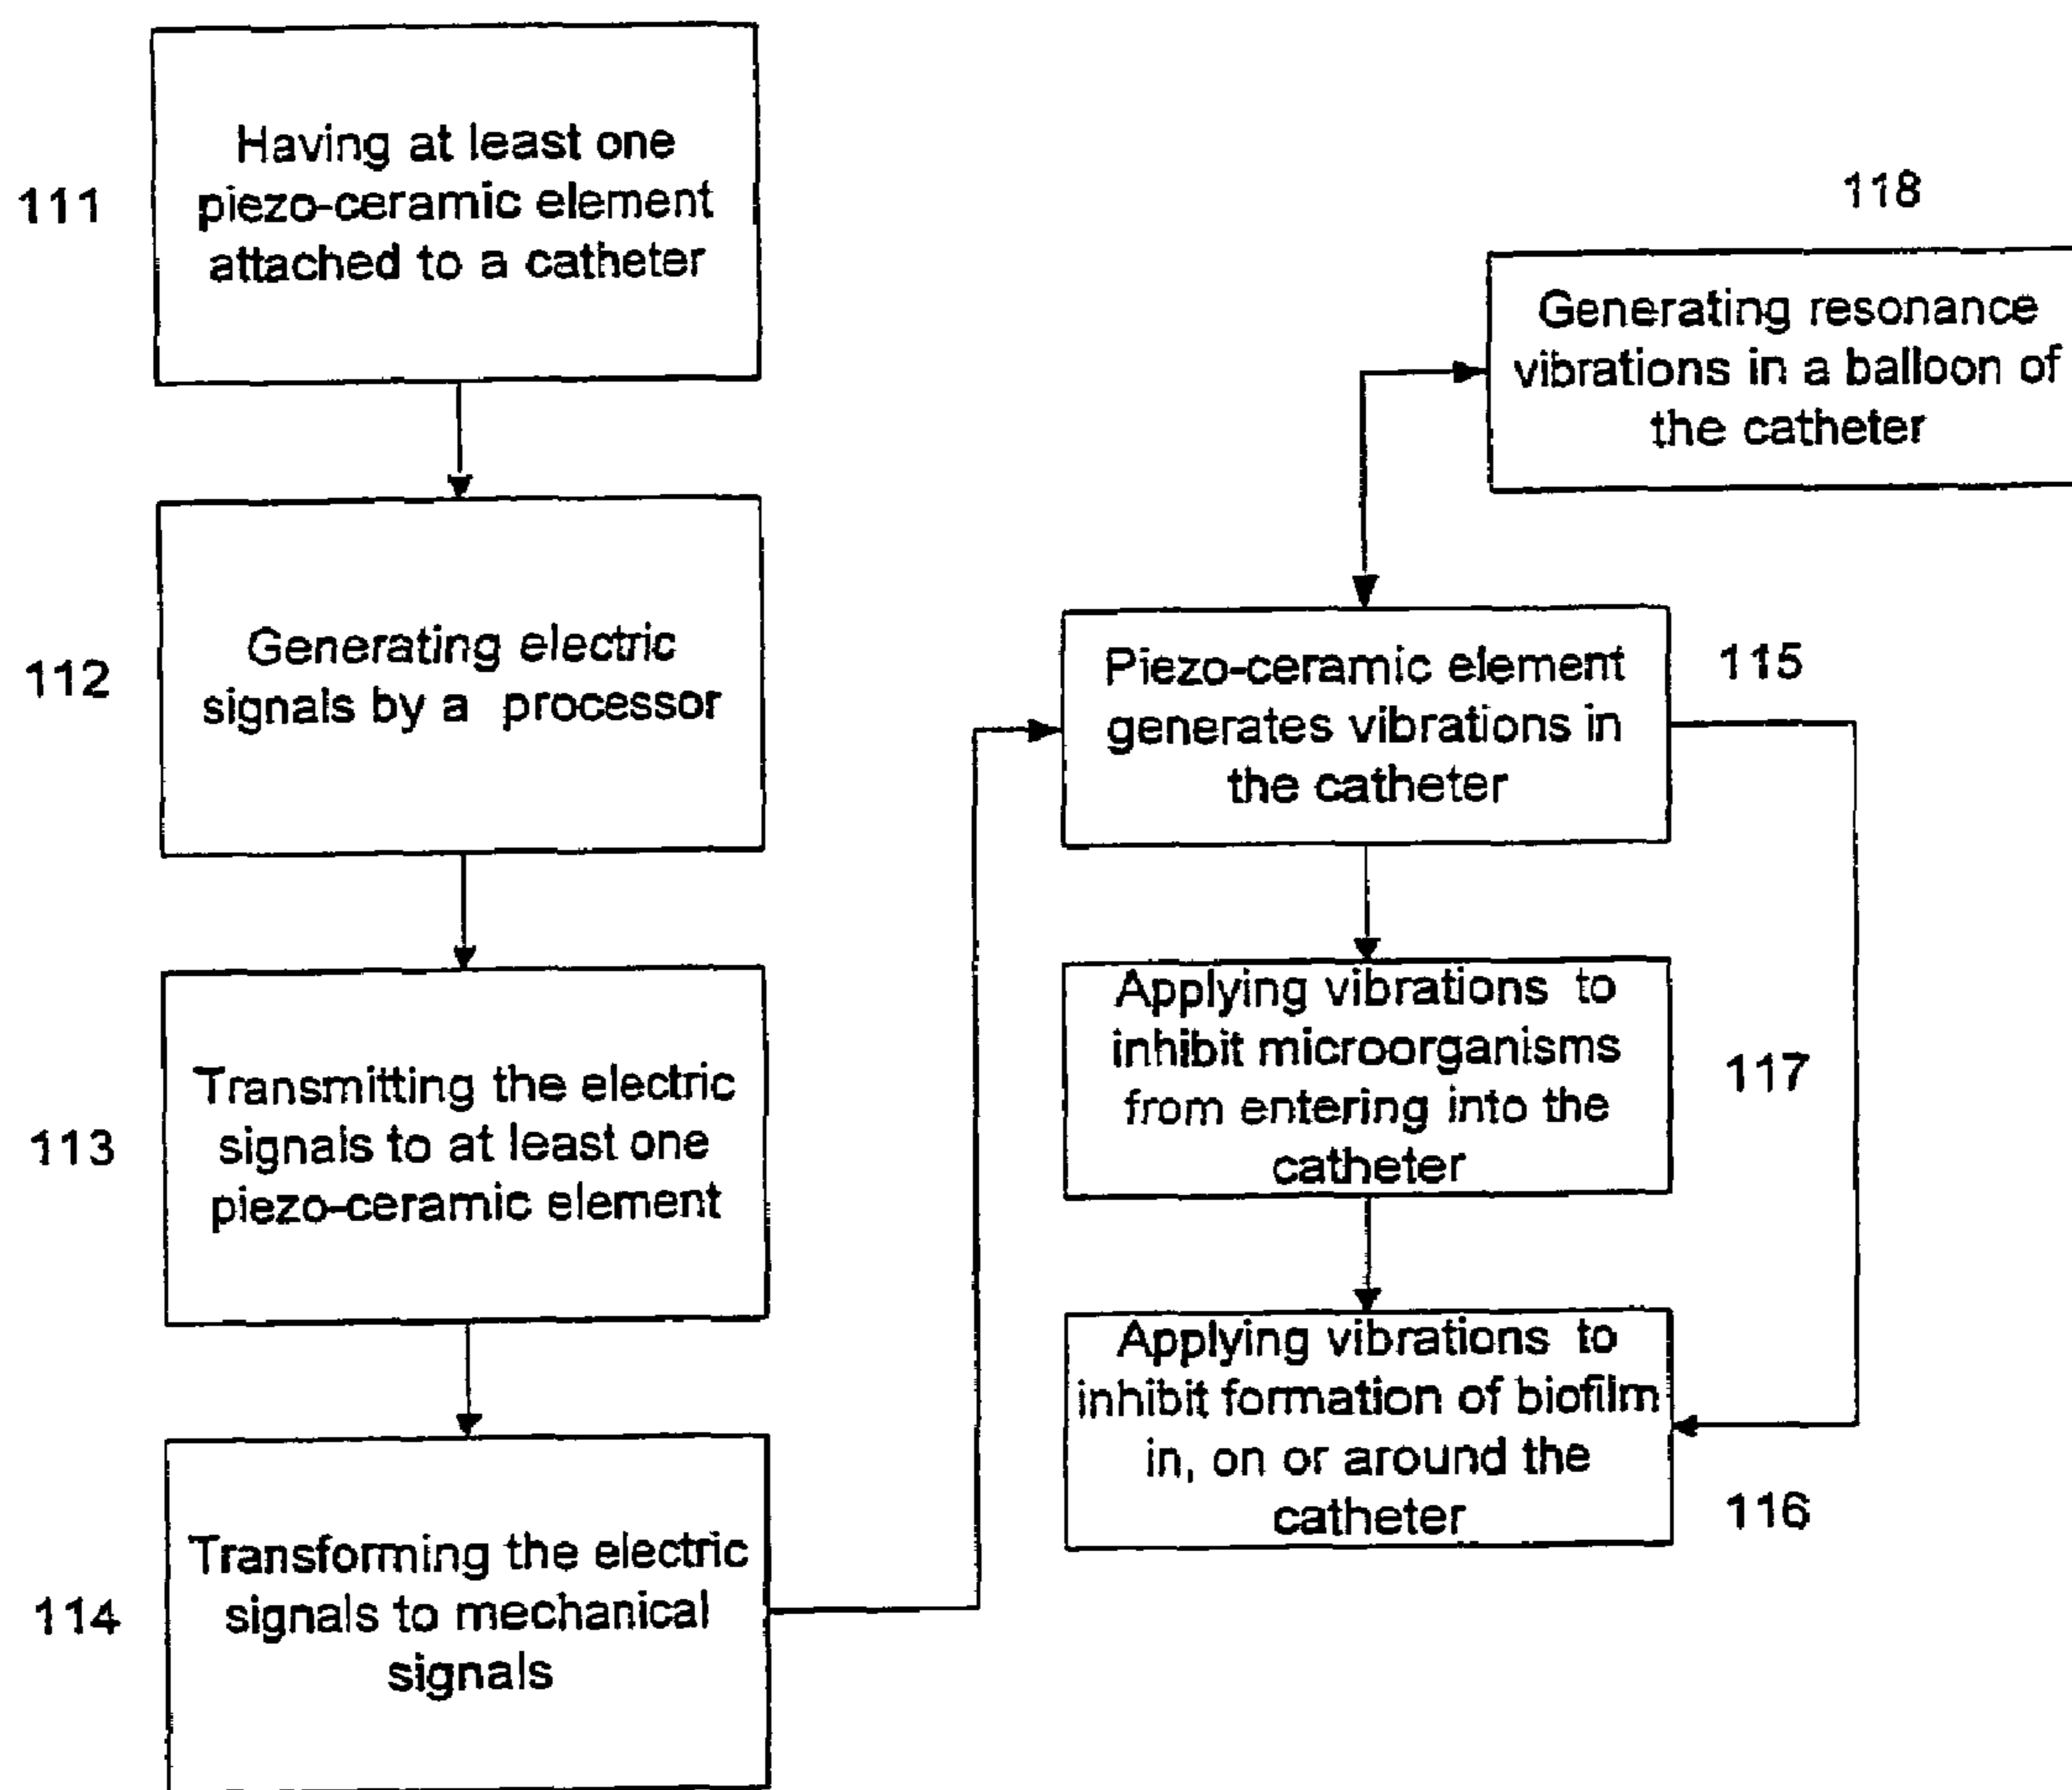 111
Having at least one
piezo-ceramic element
attached to a catheter
112
Generating electric
signals by a processor
113
Transmitting the electric
signals to at least one
piezo-ceramic element
114
Transforming the electric
signals to mechanical
signals
118
Generating resonance
vibrations in a balloon of
the catheter
Piezo-ceramic element
generates vibrations in
the catheter
115
Applying vibrations to
inhibit microorganisms
from entering into the
catheter
117
Applying vibrations to
inhibit formation of biofilm
in, on or around the
catheter
116